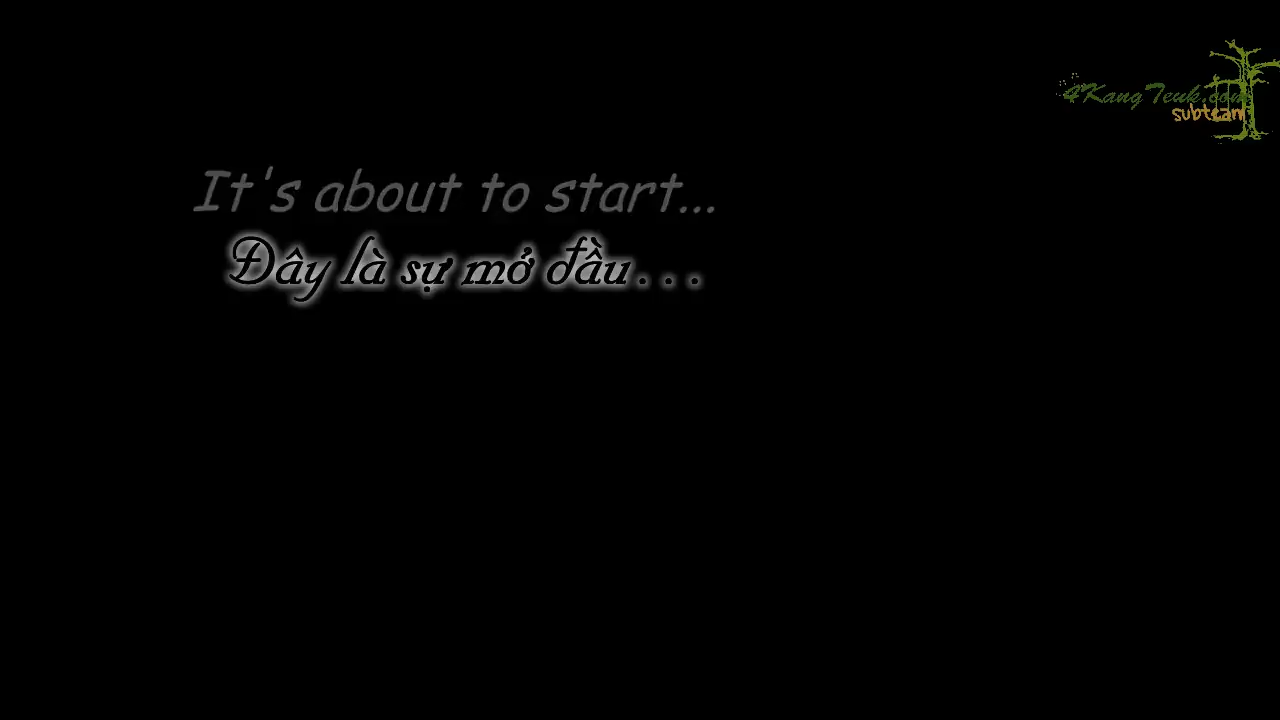 4KangTeuk.com
subteam
It's about to start...
Đây là sự mở đầu...